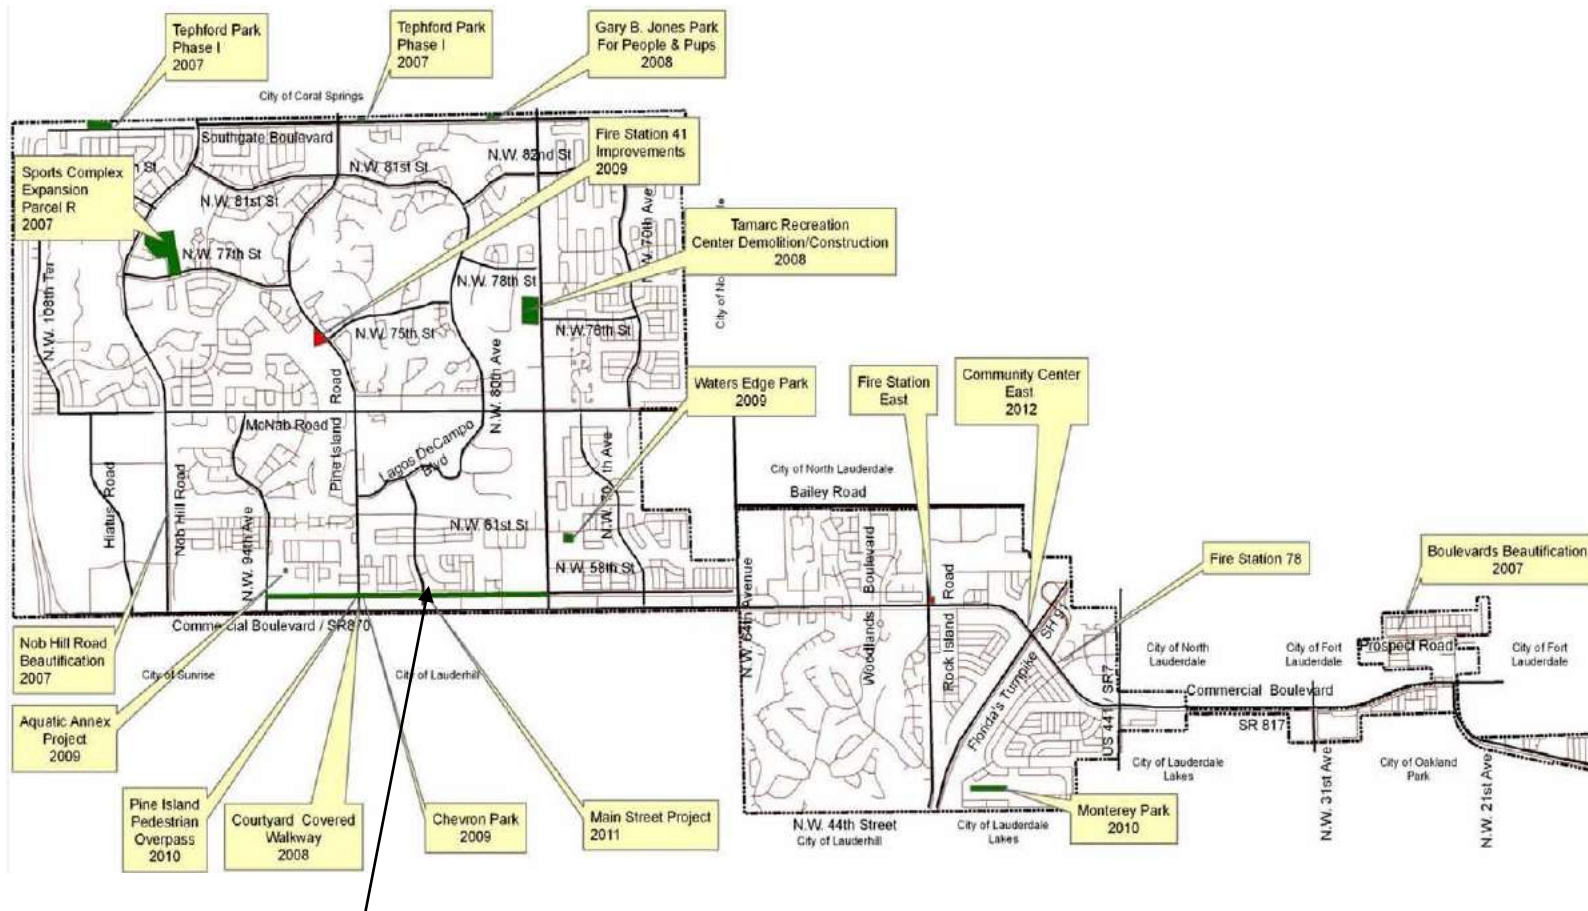 Tephford Park
Phase I
2007
Tephford Park
Phase I
2007
Gary B. Jones Park
For People & Pups
2008
City of Coral Springs
Southgate Boulevard
Fire Station 41
Improvements
2009
N.W. 82nd St
N.W. 81st St
St
Sports Complex
Expansion
Parcel R
2007
N.W. 81st St
N.W. 70th Ave
Tamarc Recreation
Center Demolition/Construction
2008
N.W. 77th St
N.W. 78th St
City of No
N.W. 108th Ter
N.W. 75th St
N.W.76th St
N.W. 80th Ave
Pine Island Road
Waters Edge Park
2009
Fire Station
East
Community Center
East
2012
McNab Road
Lagos DeCampo
Blvd
City of North Lauderdale
Bailey Road
Hiatus Road
Nob Hill Road
N.W. 94th Ave
N.W. 61st St
N.W. 58th St
N.W. 64th Avenue
Woodlands Boulevard
Rock Island Road
Fire Station 78
Boulevards Beautification
2007
Commercial Boulevard / SR870
Nob Hill Road
Beautification
2007
City of Sunrise
City of Lauderhill
Florida's Turnpike
US 441 / SR7
City of North
Lauderdale
City of Fort
Lauderdale
Prospect Road
City of Fort
Lauderdale
Commercial Boulevard
SR 817
Aquatic Annex
Project
2009
City of Lauderdale
Lakes
City of Oakland
Park
N.W. 31st Ave
N.W. 21st Ave
Pine Island
Pedestrian
Overpass
2010
Courtyard Covered
Walkway
2008
Chevron Park
2009
Main Street Project
2011
Monterey Park
2010
N.W. 44th Street
City of Lauderhill
City of Lauderdale
Lakes